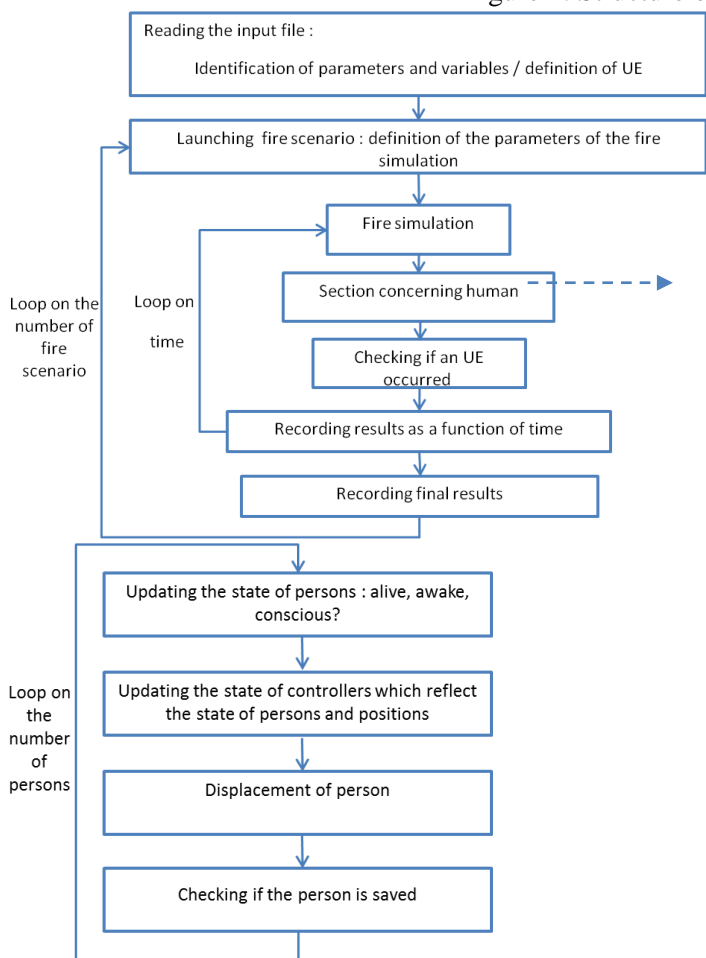 Reading the input file :
Identification of parameters and variables / definition of UE
Launching fire scenario : definition of the parameters of the fire
simulation
Fire simulation
Section concerning human
Loop on the
number of
fire
scenario
Loop on
time
Checking if an UE
occurred
Recording results as a function of time
Recording final results
Updating the state of persons : alive, awake,
conscious?
Loop on
the
number
of
persons
Updating the state of controllers which reflect
the state of persons and positions
Displacement of person
Checking if the person is saved